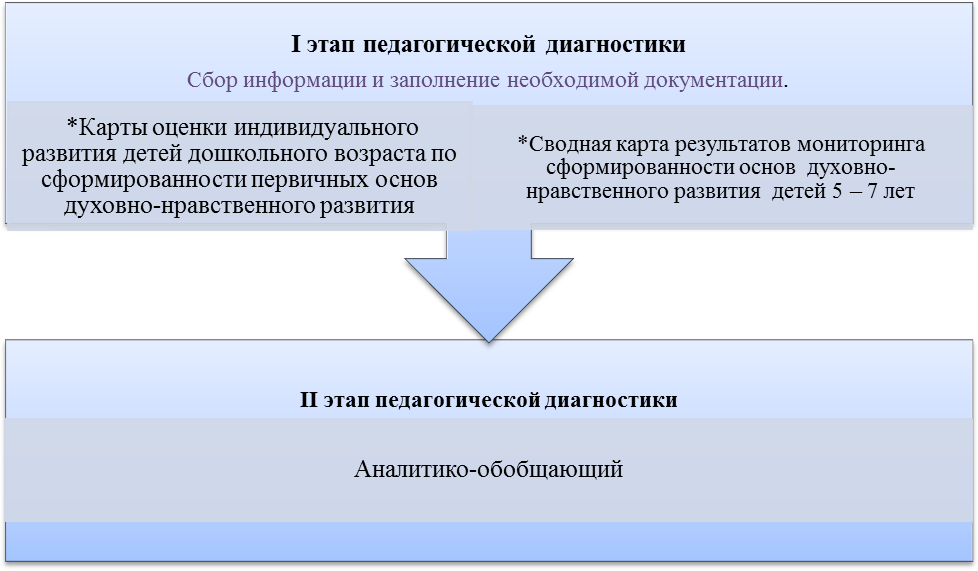 I этап педагогической диагностики
Сбор информации и заполнение необходимой документации.
*Карты оценки индивидуального
развития детей дошкольного возраста по
сформированности первичных основ
духовно-нравственного развития
*Сводная карта результатов мониторинга
сформированности основ духовно-
нравственного развития детей 5 – 7 лет
II этап педагогической диагностики
Аналитико-обобщающий